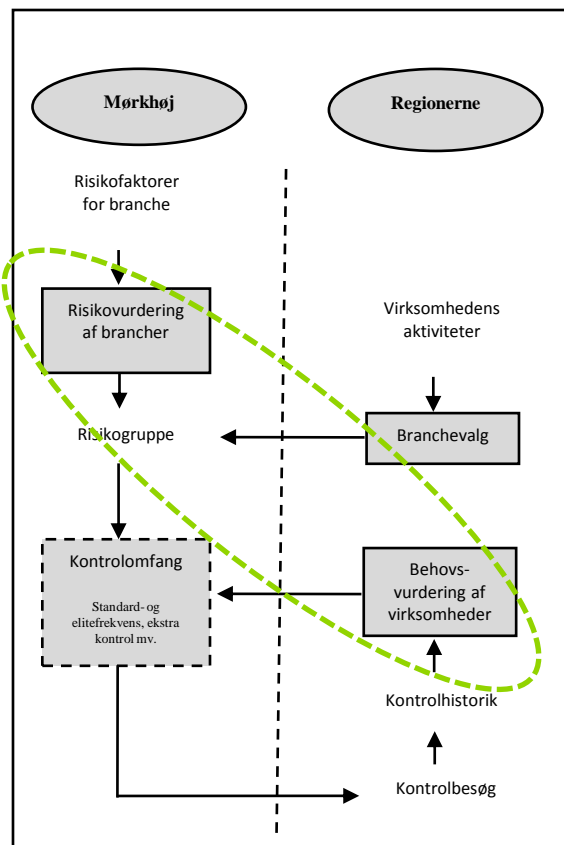 Mørkhøj
Regionerne
Risikofaktorer
for branche
Risikovurdering
af brancher
Virksomhedens
aktiviteter
Risikogruppe
Branchevalg
Kontrolomfang
Standard- og
elitefrekvens, ekstra
kontrol mv.
Behovs-
vurdering af
virksomheder
Kontrolhistorik
Kontrolbesøg